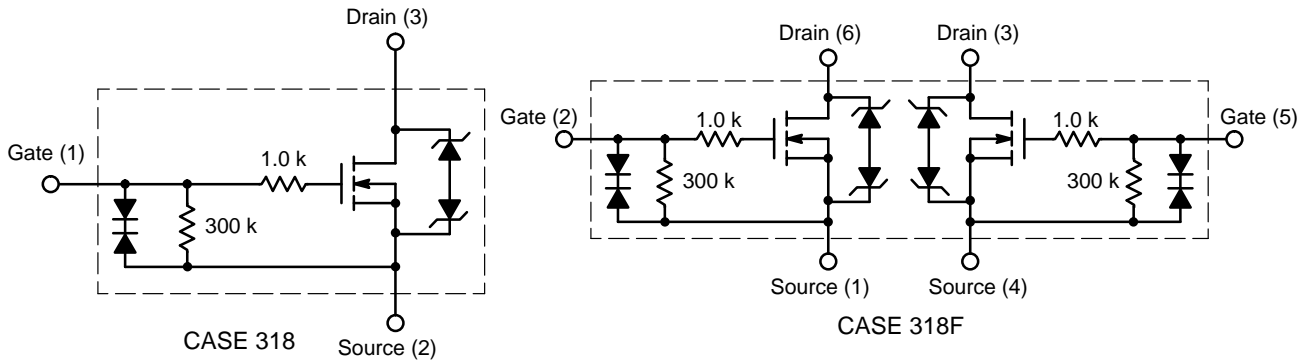 Drain (3)
Gate (1)
1.0 k
300 k
CASE 318
Source (2)
Drain (6)
Drain (3)
Gate (2)
1.0 k
1.0 k
Gate (5)
300 k
300 k
Source (1)
Source (4)
CASE 318F